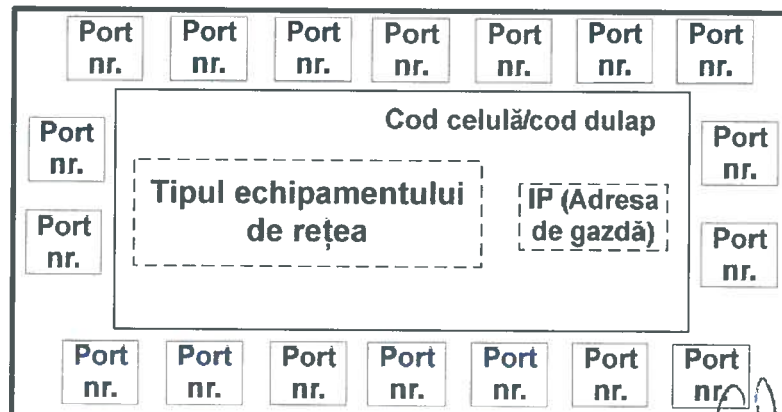 Port Port Port Port Port Port Port
nr. nr. nr. nr. nr. nr. nr.
Cod celulă/cod dulap
Port
nr.
Port
nr.
Tipul echipamentului
de rețea
IP (Adresa
de gazdă)
Port
nr.
Port
nr.
Port Port Port Port Port Port Port
nr. nr. nr. nr. nr. nr. nr.